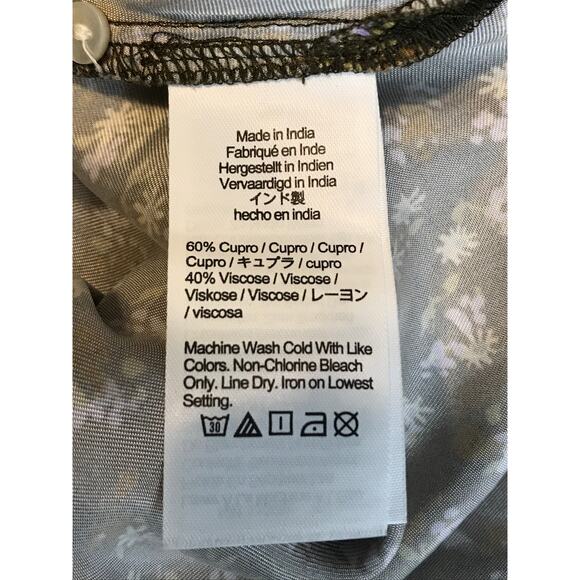 Made in India
Fabriqué en Inde
Hergestellt in Indien
Vervaardigd in India
インド製
hecho en india
60% Cupro / Cupro / Cupro /
Cupro / キュプラ / cupro
40% Viscose / Viscose /
Viskose / Viscose / レーヨン
/ viscosa
Machine Wash Cold With Like
Colors. Non-Chlorine Bleach
Only. Line Dry. Iron on Lowest
Setting.
30